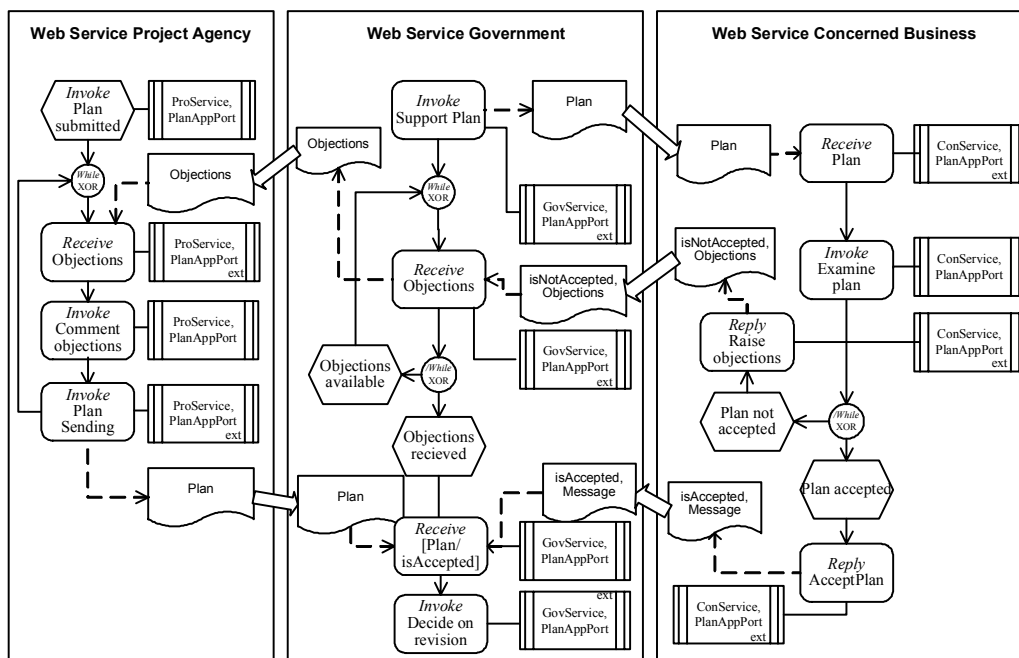 Web Service Project Agency
Invoke
Plan
submitted
ProService,
PlanAppPort
While
XOR
Objections
Receive
Objections
ProService,
PlanAppPort
ext
Invoke
Comment
objections
ProService,
PlanAppPort
Invoke
Plan
Sending
ProService,
PlanAppPort
ext
Plan
Web Service Government
Invoke
Support Plan
Plan
Objections
While
XOR
GovService,
PlanAppPort
ext
Receive
Objections
isNotAccepted,
Objections
GovService,
PlanAppPort
ext
Objections
available
/While
XOR
Objections
recieved
Plan
isAccepted,
Message
Receive
[Plan/
isAccepted]
GovService,
PlanAppPort
ext
Invoke
Decide on
revision
GovService,
PlanAppPort
ext
Web Service Concerned Business
Plan
Receive
Plan
ConService,
PlanAppPort
ext
isNotAccepted,
Objections
Invoke
Examine
plan
ConService,
PlanAppPort
Reply
Raise
objections
ConService,
PlanAppPort
ext
Plan not
accepted
/While
XOR
Plan accepted
isAccepted,
Message
Reply
AcceptPlan
ConService,
PlanAppPort
ext